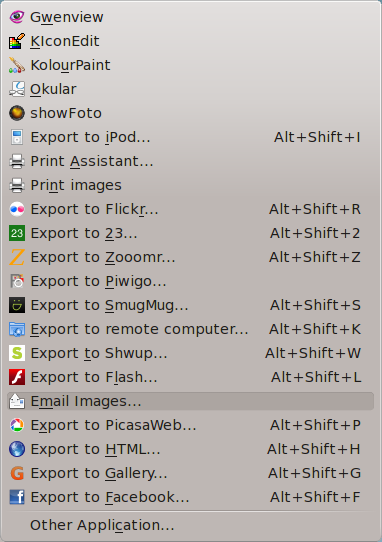 Gwenview
KIconEdit
KolourPaint
Okular
showFoto
Export to iPod... Alt+Shift+I
Print Assistant...
Print images
Export to Flickr... Alt+Shift+R
23 Export to 23... Alt+Shift+2
Export to Zooomr... Alt+Shift+Z
Export to Piwigo...
Export to SmugMug... Alt+Shift+S
Export to remote computer... Alt+Shift+K
Export to Shwup... Alt+Shift+W
Export to Flash... Alt+Shift+L
Email Images...
Export to PicasaWeb... Alt+Shift+P
Export to HTML... Alt+Shift+H
Export to Gallery... Alt+Shift+G
Export to Facebook... Alt+Shift+F
Other Application...